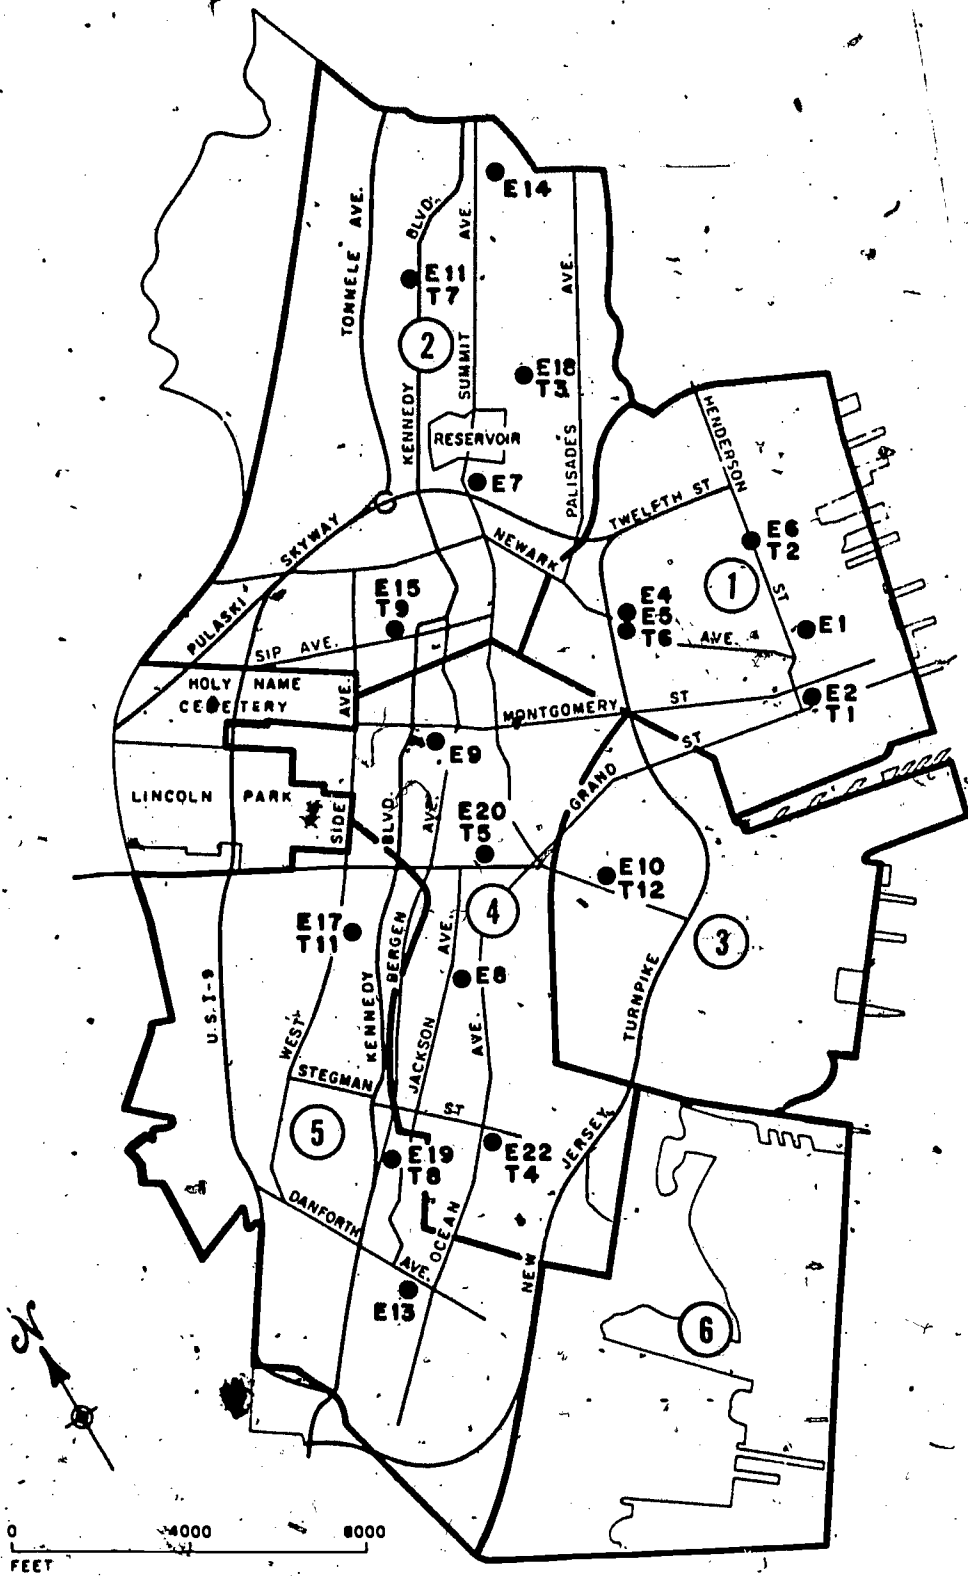 E14
TONNELE AVE.
BLVD.
AVE.
AVE.
E11
T7
2
SUMMIT
E18
T3
KENNEDY
RESERVOIR
PALISADES
HENDERSON
E7
TWELFTH ST
PULASKI SKYWAY
NEWARK
E6
T2
1
ST
E15
T9
E4
E5
T6
AVE.
E1
SIP AVE.
HOLY NAME
CEMETERY
AVE.
MONTGOMERY ST
E2
T1
ST
E9
GRAND
LINCOLN PARK
SIDE
BLVD.
AVE.
E20
T5
E10
T12
4
E17
T11
3
BERGEN
AVE.
E8
U.S. 1-9
WEST
KENNEDY
JACKSON
AVE.
TURNPIKE
STEGMAN
ST
5
JERSEY
E19
T8
E22
T4
DANFORTH
AVE.
OCEAN
NEW
E13
6
N
0 4000 8000
FEET